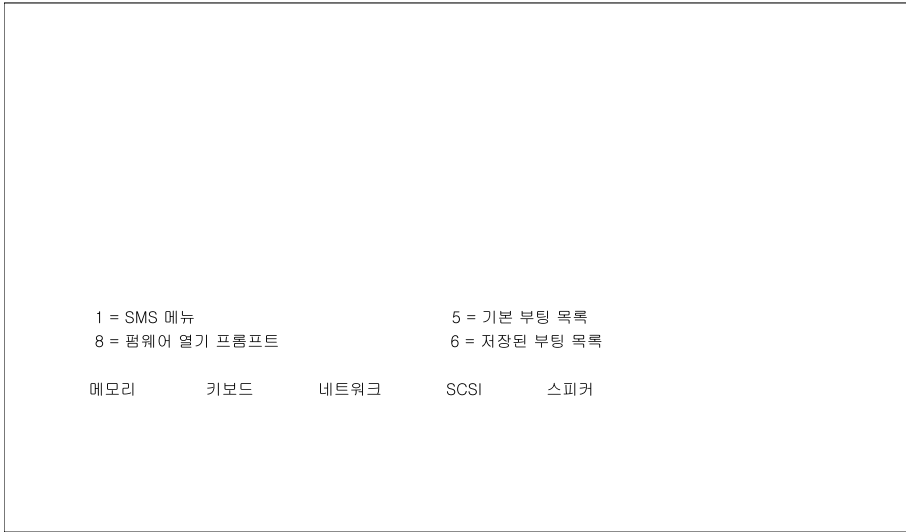 1 = SMS 메뉴 5 = 기본 부팅 목록
8 = 펌웨어 열기 프롬프트 6 = 저장된 부팅 목록
메모리 키보드 네트워크 SCSI 스피커